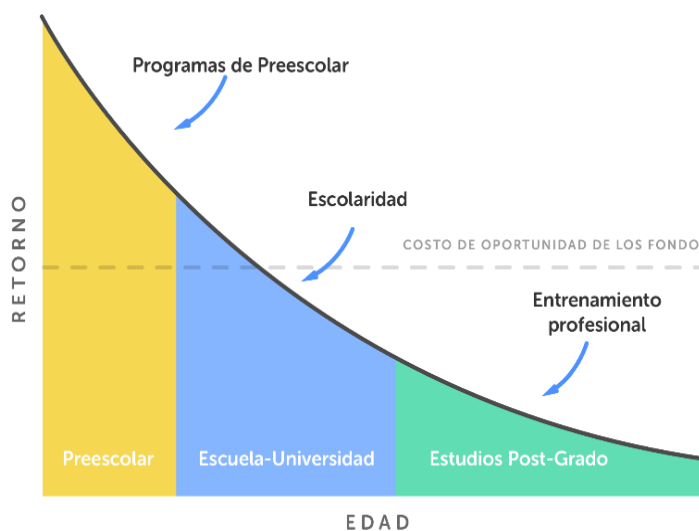 Programas de Preescolar
Escolaridad
COSTO DE OPORTUNIDAD DE LOS FONDO
Entrenamiento
profesional
RETORNO
Preescolar
Escuela-Universidad
Estudios Post-Grado
EDAD